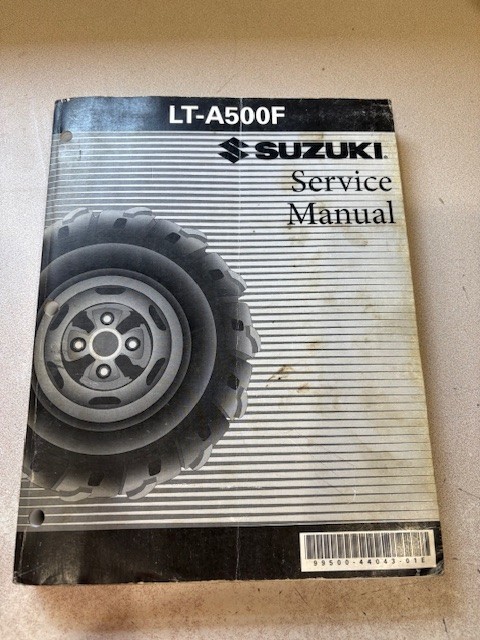 LT-A500F
SUZUKI
Service
Manual
99500-44043-01E